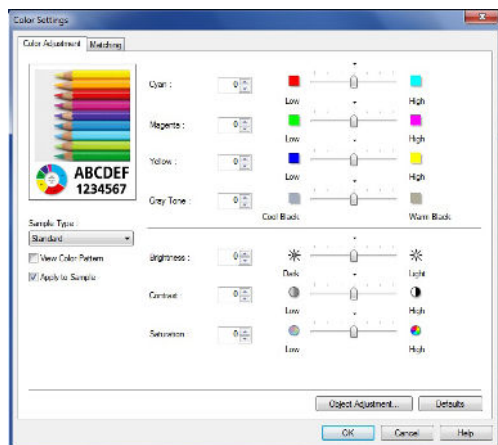 Color Settings
Color Adjustment Matching
Cyan : 0
Low High
Magenta : 0
Low High
ABCDEF
1234567
Yellow : 0
Low High
Gray Tone : 0
Cool Black Warm Black
Sample Type :
Standard
View Color Pattern
Apply to Sample
Brightness : 0
Dark Light
Contrast : 0
Low High
Saturation : 0
Low High
Object Adjustment... Defaults
OK Cancel Help